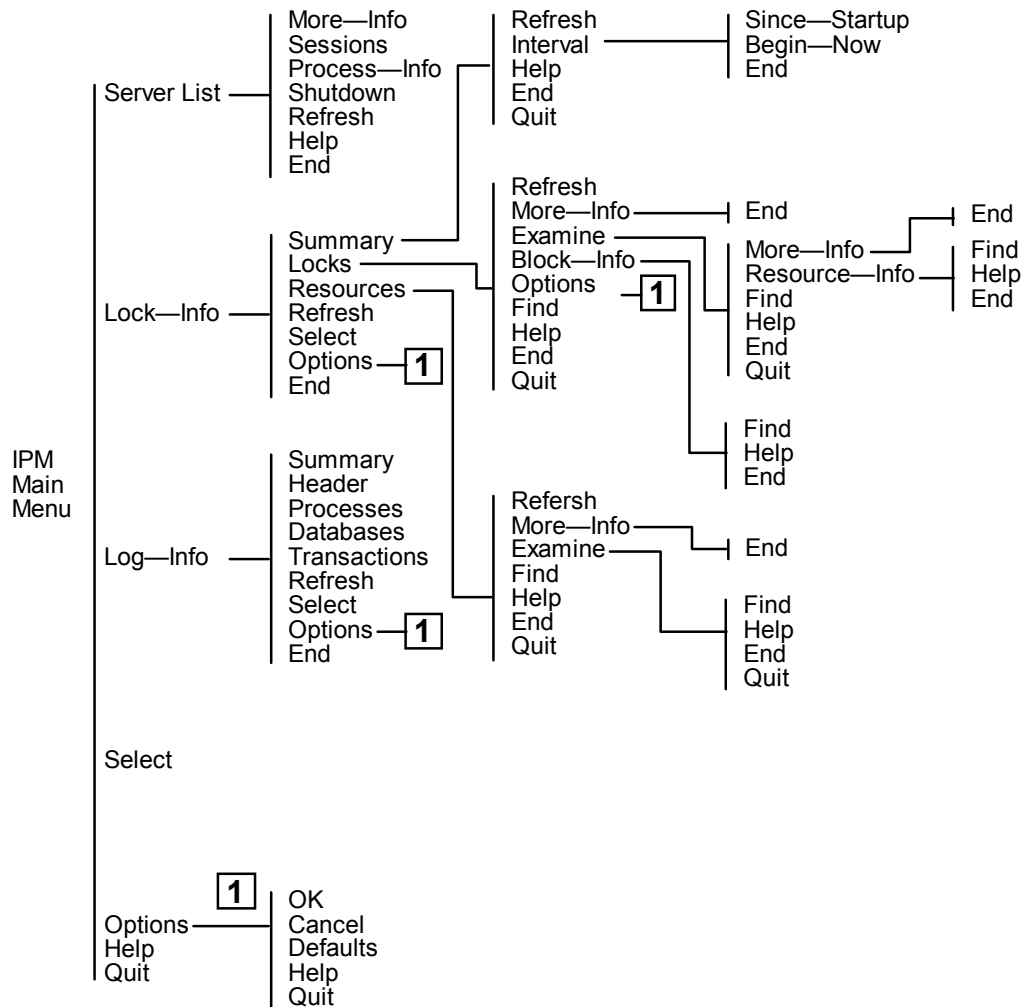 IPM
Main
Menu
Server List
More—Info
Sessions
Process—Info
Shutdown
Refresh
Help
End
Lock—Info
Summary
Locks
Resources
Refresh
Select
Options
1
End
Log—Info
Summary
Header
Processes
Databases
Transactions
Refresh
Select
Options
1
End
Select
Options
Help
Quit
1
OK
Cancel
Defaults
Help
Quit
Refresh
Interval
Help
End
Quit
Since—Startup
Begin—Now
End
Refresh
More—Info
Examine
Block—Info
Options
1
Find
Help
End
Quit
End
More—Info
Resource—Info
Find
Help
End
Quit
End
Find
Help
End
Find
Help
End
Refersh
More—Info
Examine
Find
Help
End
Quit
End
Find
Help
End
Quit